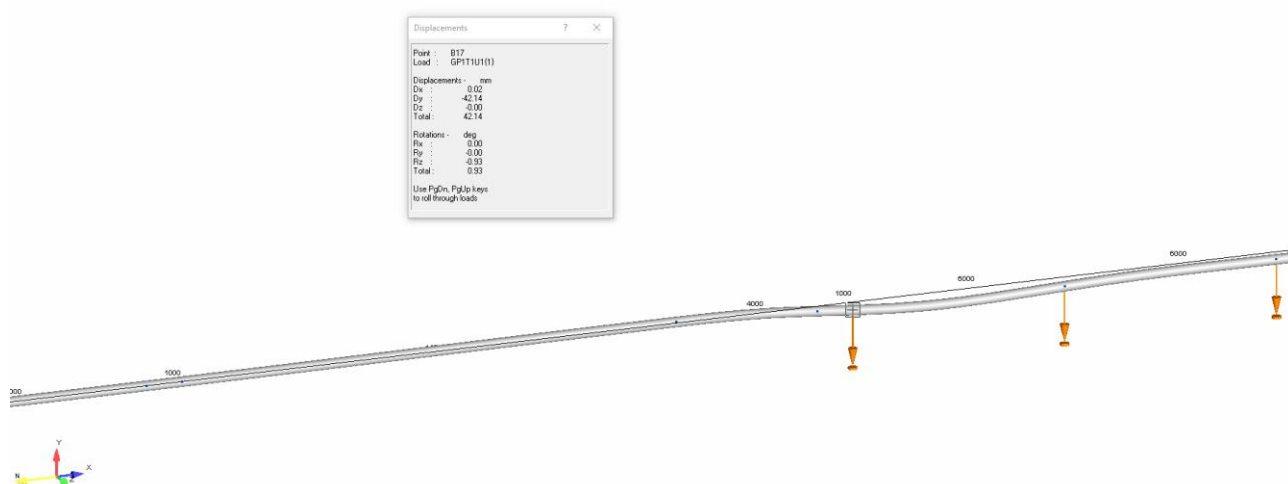 Displacements ? ×
Point : B17
Load : GP1T1U1(1)
Displacements - mm
Dx : 0.02
Dy : -42.14
Dz : -0.00
Total : 42.14
Rotations - deg
Rx : 0.00
Ry : -0.00
Rz : -0.93
Total : 0.93
Use PgDn, PgUp keys
to roll through loads
6000
6000
1000
4000
1000
Y
X
Z
N